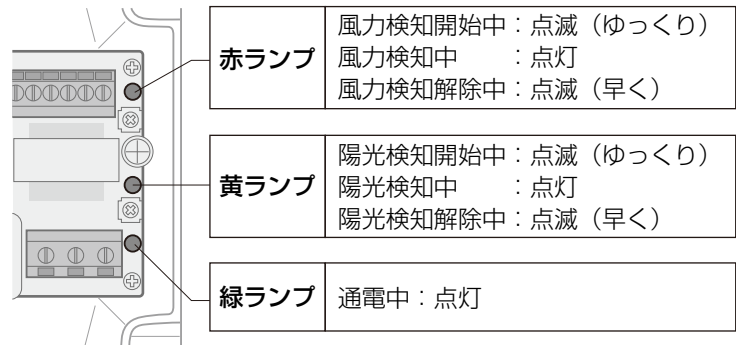 赤ランプ
風力検知開始中：点滅（ゆっくり）
風力検知中　　：点灯
風力検知解除中：点滅（早く）
黄ランプ
陽光検知開始中：点滅（ゆっくり）
陽光検知中　　：点灯
陽光検知解除中：点滅（早く）
緑ランプ
通電中：点灯